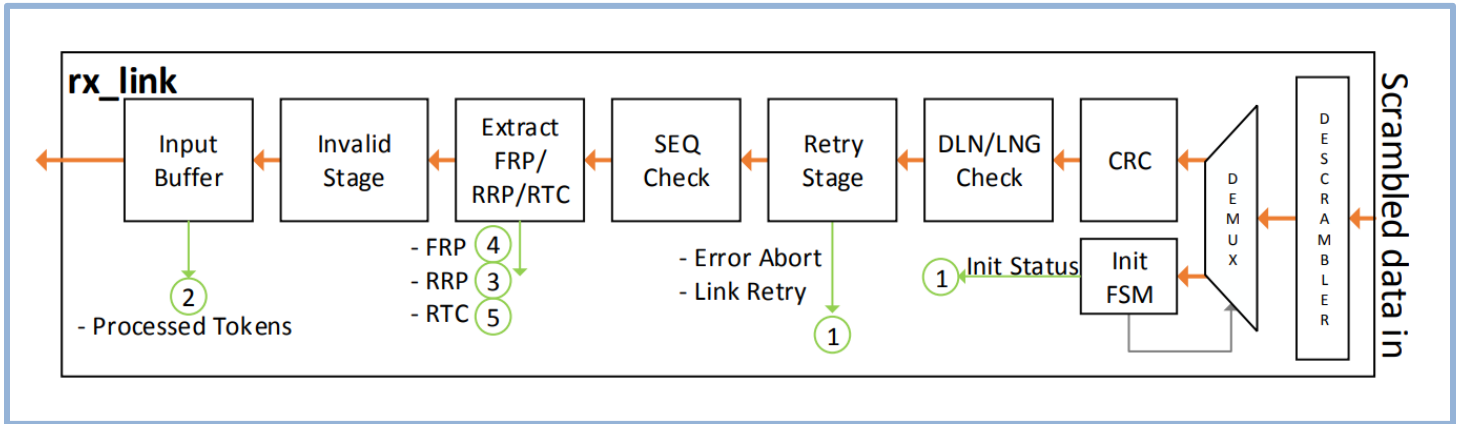 rx_link
Input
Buffer
Invalid
Stage
Extract
FRP/
RRP/RTC
SEQ
Check
Retry
Stage
DLN/LNG
Check
CRC
DEMUX
DESCRAMBLER
Scrambled data in
Init
FSM
Init Status
1
- Error Abort
- Link Retry
1
- FRP 4
- RRP 3
- RTC 5
2
- Processed Tokens